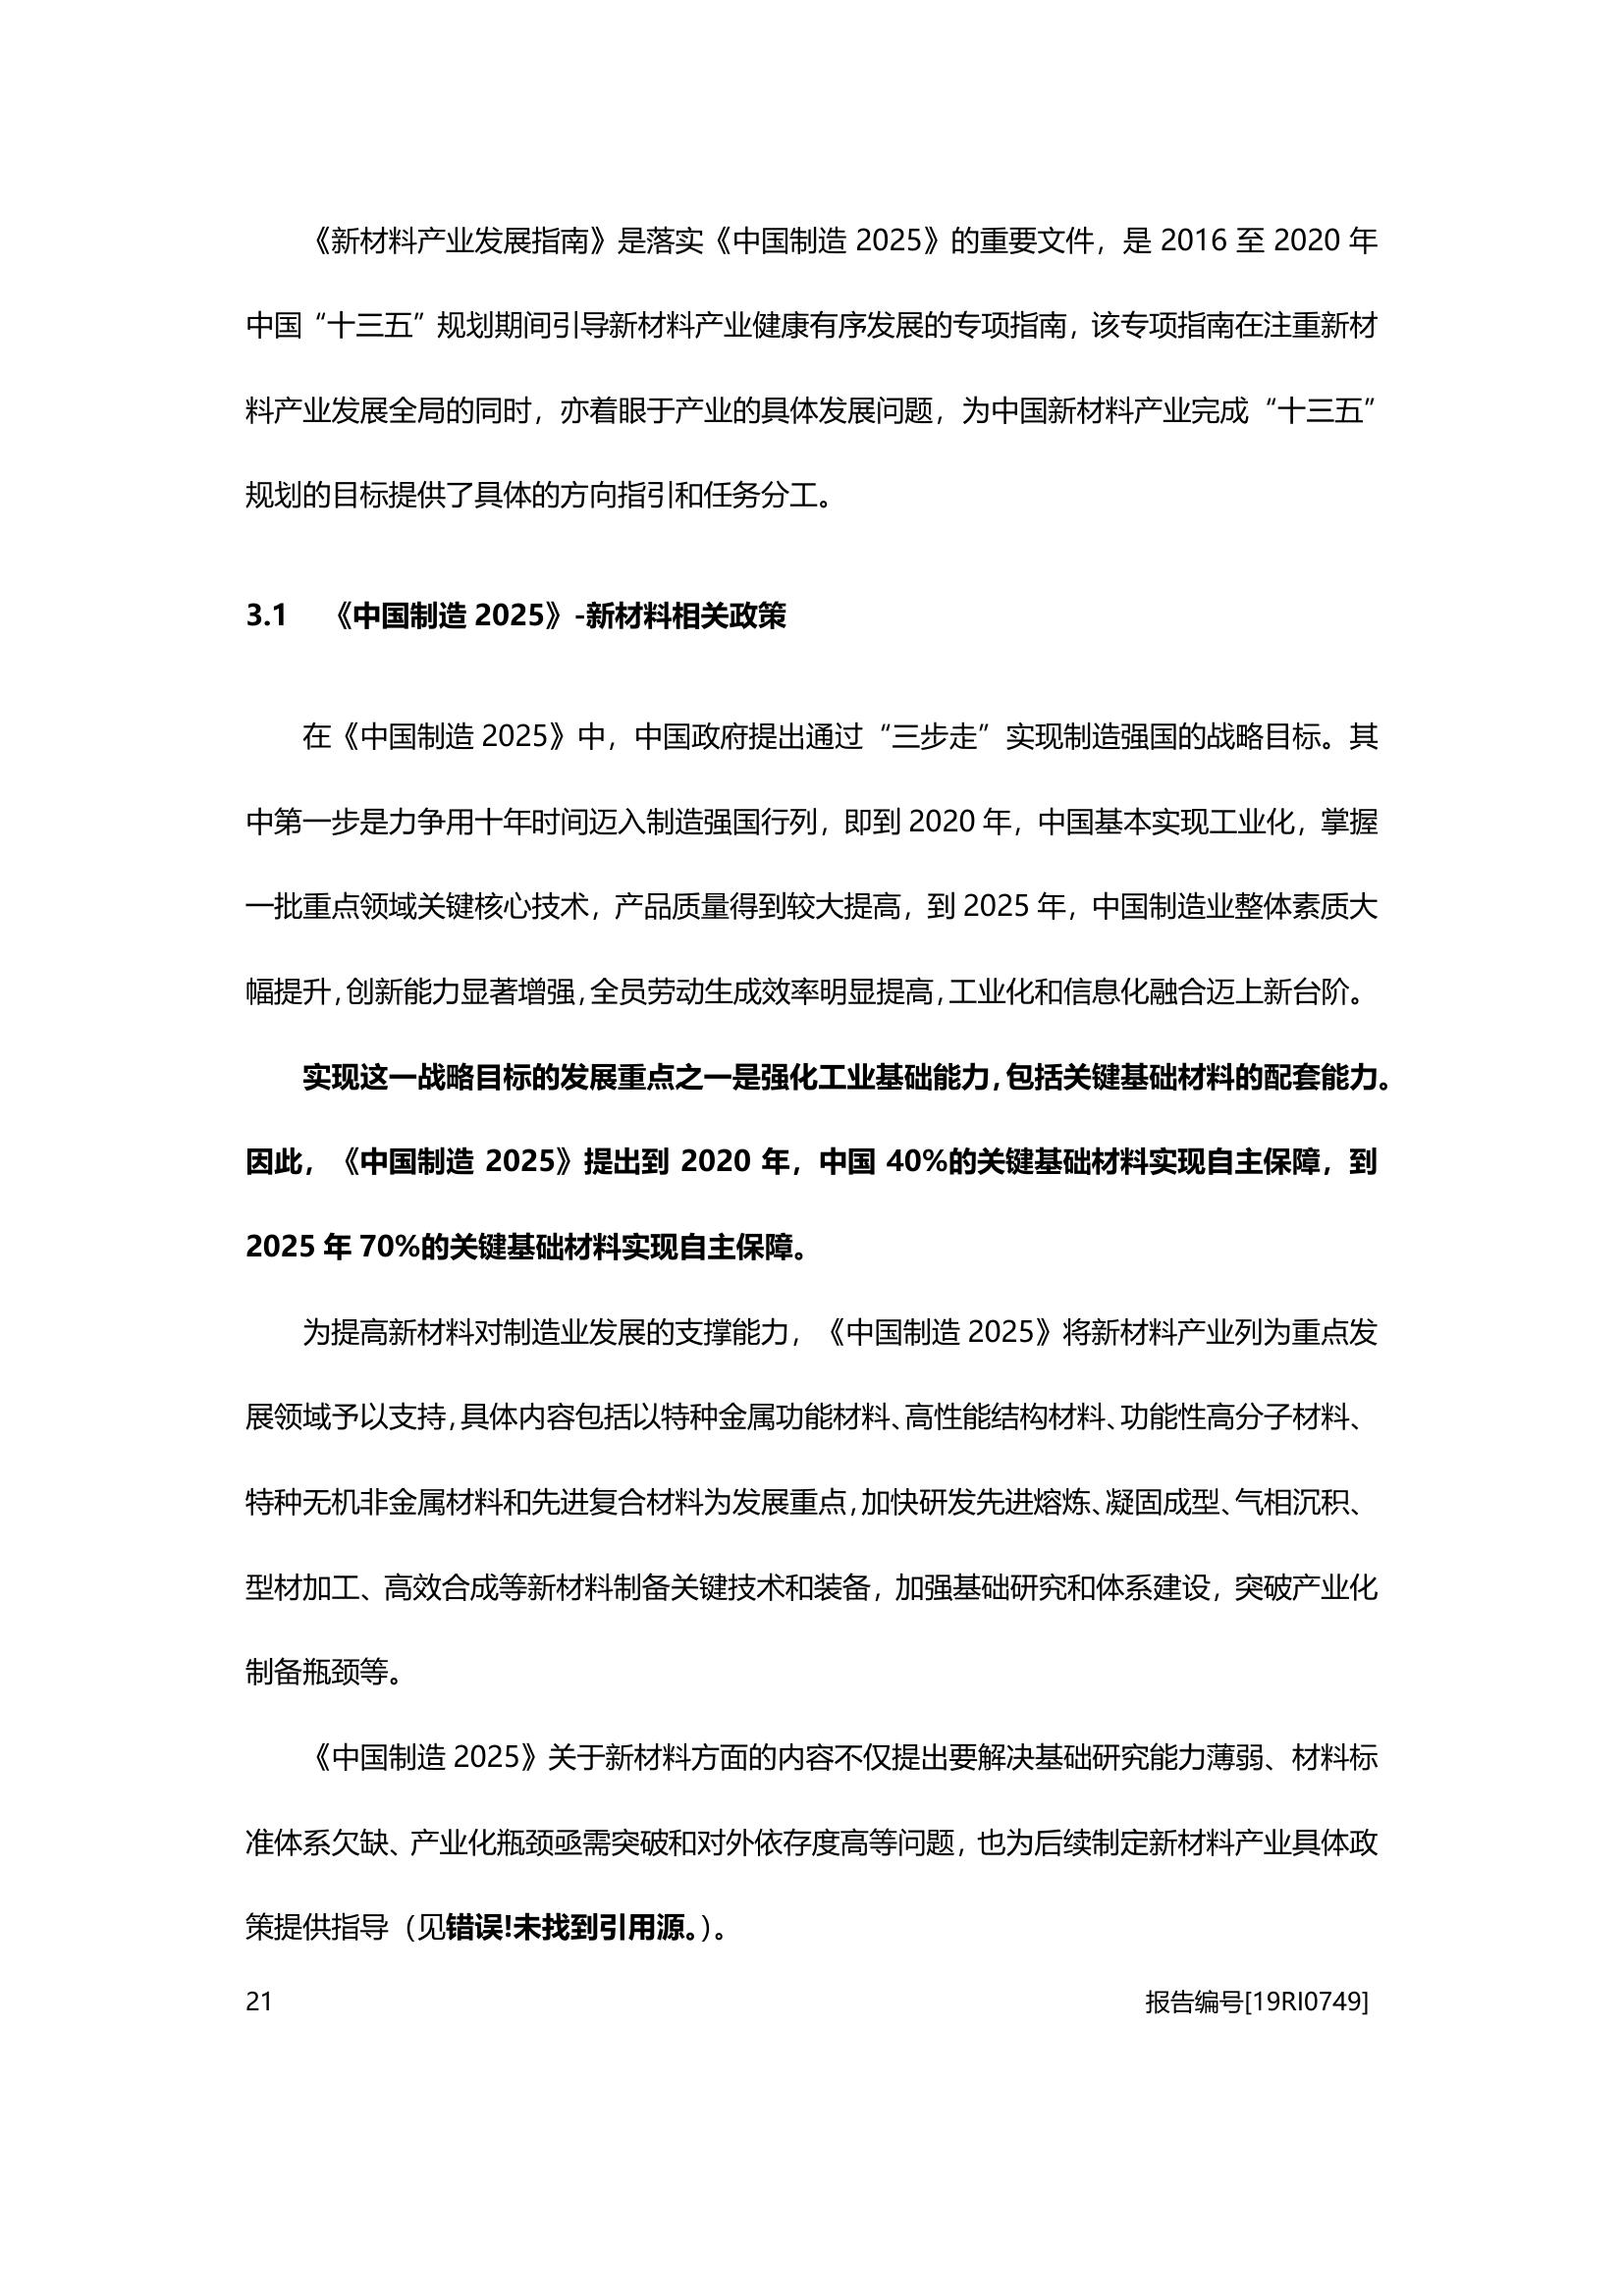 《新材料产业发展指南》是落实《中国制造 2025》的重要文件，是 2016 至 2020 年
中国“十三五”规划期间引导新材料产业健康有序发展的专项指南，该专项指南在注重新材
料产业发展全局的同时，亦着眼于产业的具体发展问题，为中国新材料产业完成“十三五”
规划的目标提供了具体的方向指引和任务分工。
3.1 《中国制造 2025》-新材料相关政策
在《中国制造 2025》中，中国政府提出通过“三步走”实现制造强国的战略目标。其
中第一步是力争用十年时间迈入制造强国行列，即到 2020 年，中国基本实现工业化，掌握
一批重点领域关键核心技术，产品质量得到较大提高，到 2025 年，中国制造业整体素质大
幅提升，创新能力显著增强，全员劳动生成效率明显提高，工业化和信息化融合迈上新台阶。
实现这一战略目标的发展重点之一是强化工业基础能力，包括关键基础材料的配套能力。
因此，《中国制造 2025》提出到 2020 年，中国 40%的关键基础材料实现自主保障，到
2025 年 70%的关键基础材料实现自主保障。
为提高新材料对制造业发展的支撑能力，《中国制造 2025》将新材料产业列为重点发
展领域予以支持，具体内容包括以特种金属功能材料、高性能结构材料、功能性高分子材料、
特种无机非金属材料和先进复合材料为发展重点，加快研发先进熔炼、凝固成型、气相沉积、
型材加工、高效合成等新材料制备关键技术和装备，加强基础研究和体系建设，突破产业化
制备瓶颈等。
《中国制造 2025》关于新材料方面的内容不仅提出要解决基础研究能力薄弱、材料标
准体系欠缺、产业化瓶颈亟需突破和对外依存度高等问题，也为后续制定新材料产业具体政
策提供指导（见错误!未找到引用源。）。
21 报告编号[19RI0749]